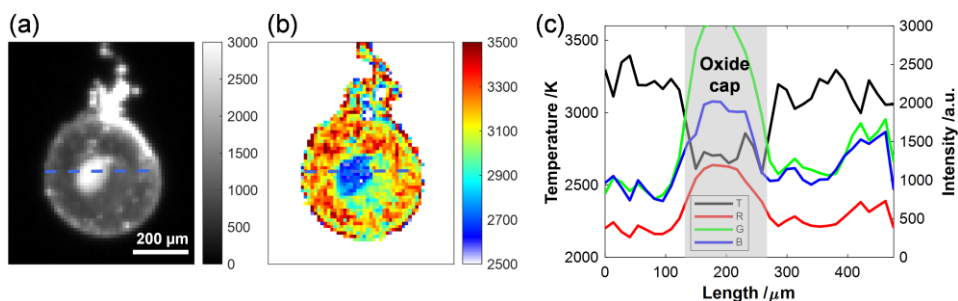 (a)
3000
2500
2000
1500
1000
500
0
200 μm
(b)
3500
3300
3100
2900
2700
2500
(c)
Temperature /K
3500
3000
2500
2000
Oxide
cap
T
R
G
B
0 100 200 300 400
Length /μm
3000
2500
2000
1500
1000
500
0
Intensity /a.u.